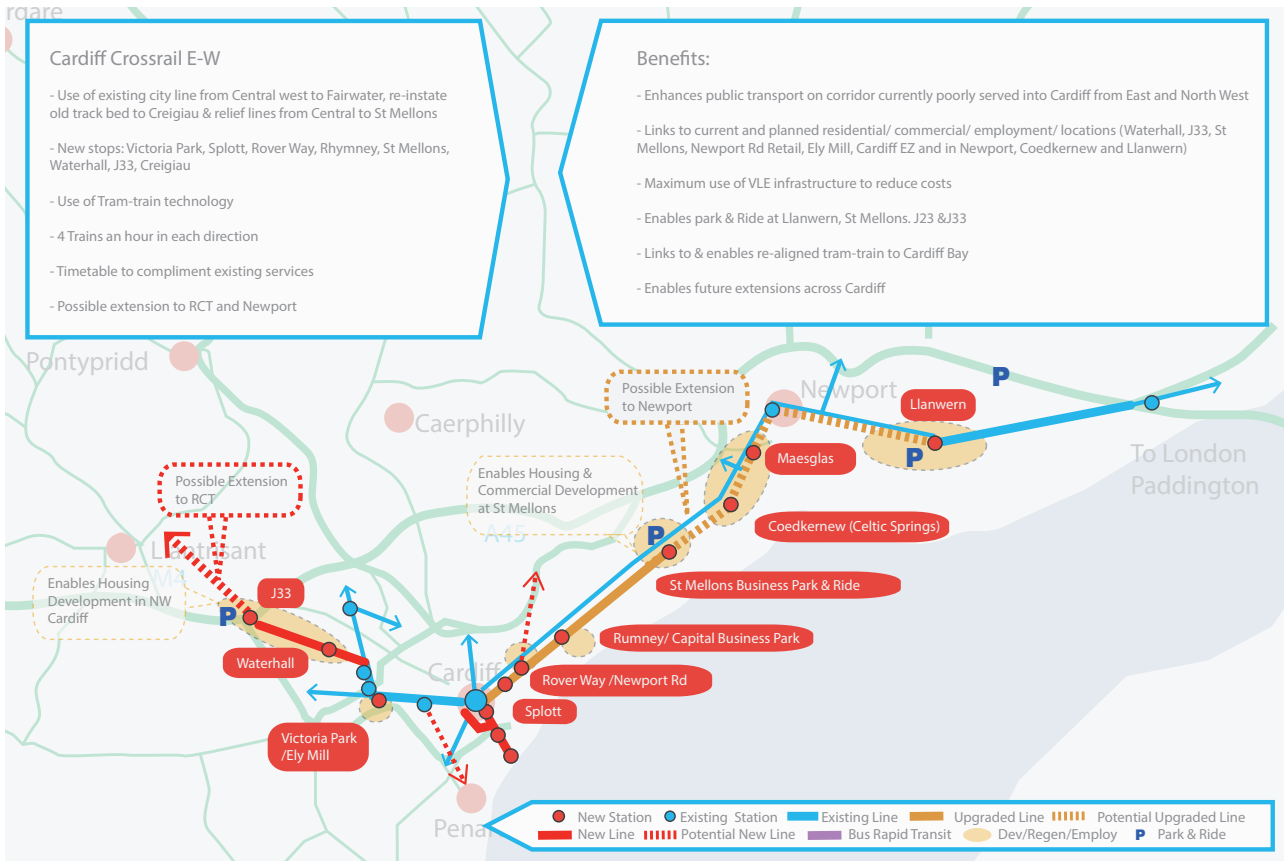 rdare
Cardiff Crossrail E-W
- Use of existing city line from Central west to Fairwater, re-instate
old track bed to Creigiau & relief lines from Central to St Mellons
- New stops: Victoria Park, Splott, Rover Way, Rhymney, St Mellons,
Waterhall, J33, Creigiau
- Use of Tram-train technology
- 4 Trains an hour in each direction
- Timetable to compliment existing services
- Possible extension to RCT and Newport
Benefits:
- Enhances public transport on corridor currently poorly served into Cardiff from East and North West
- Links to current and planned residential/ commercial/ employment/ locations (Waterhall, J33, St
Mellons, Newport Rd Retail, Ely Mill, Cardiff EZ and in Newport, Coedkernew and Llanwern)
- Maximum use of VLE infrastructure to reduce costs
- Enables park & Ride at Llanwern, St Mellons. J23 &J33
- Links to & enables re-aligned tram-train to Cardiff Bay
- Enables future extensions across Cardiff
Pontypridd
Caerphilly
Possible Extension
to Newport
Newport
P
Llanwern
P
To London
Paddington
Maesglas
Enables Housing &
Commercial Development
at St Mellons
A45
P
Coedkernew (Celtic Springs)
Possible Extension
to RCT
Llantrisant
M4
St Mellons Business Park & Ride
Enables Housing
Development in NW
Cardiff
J33
P
Waterhall
Rumney/ Capital Business Park
Cardiff
Rover Way /Newport Rd
Splott
Victoria Park
/Ely Mill
Penar
New Station
Existing Station
Existing Line
Upgraded Line
Potential Upgraded Line
New Line
Potential New Line
Bus Rapid Transit
Dev/Regen/Employ
P Park & Ride